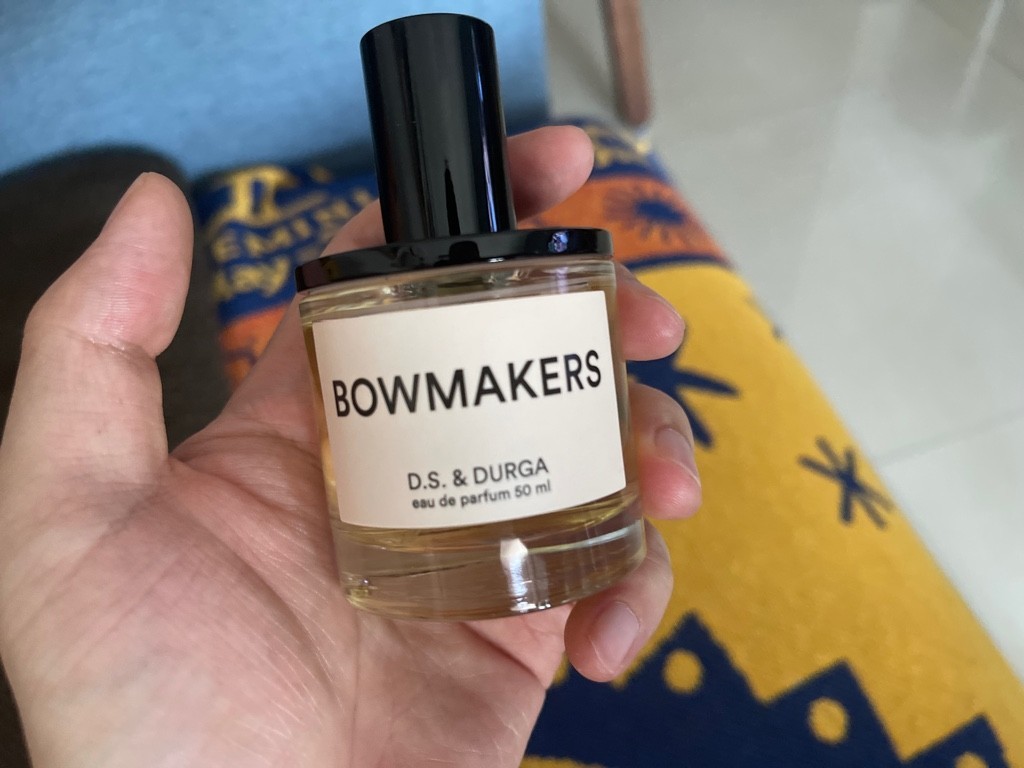 BOWMAKERS
D.S. & DURGA
eau de parfum 50 ml